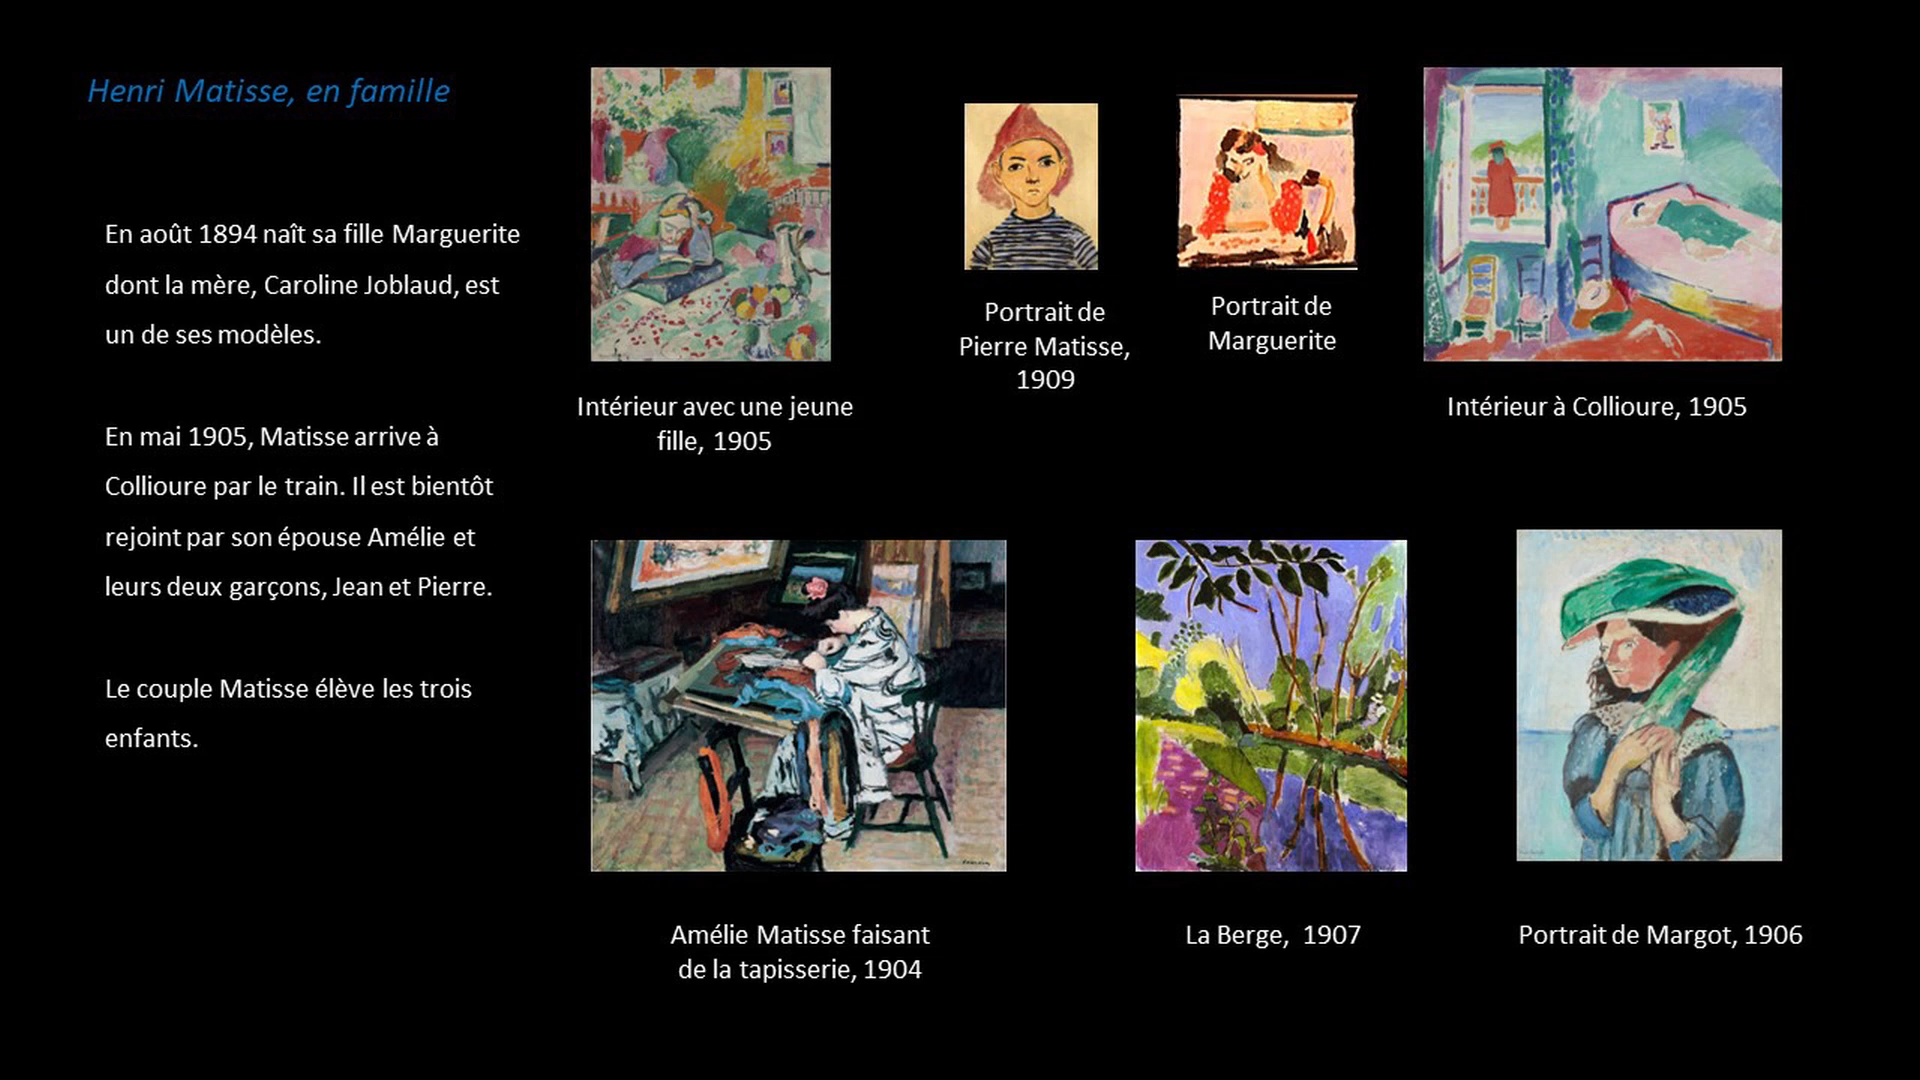 Henri Matisse, en famille
En août 1894 naît sa fille Marguerite
dont la mère, Caroline Joblaud, est
un de ses modèles.
En mai 1905, Matisse arrive à
Collioure par le train. Il est bientôt
rejoint par son épouse Amélie et
leurs deux garçons, Jean et Pierre.
Le couple Matisse élève les trois
enfants.
Intérieur avec une jeune
fille, 1905
Portrait de
Pierre Matisse,
1909
Portrait de
Marguerite
Intérieur à Collioure, 1905
Amélie Matisse faisant
de la tapisserie, 1904
La Berge, 1907
Portrait de Margot, 1906